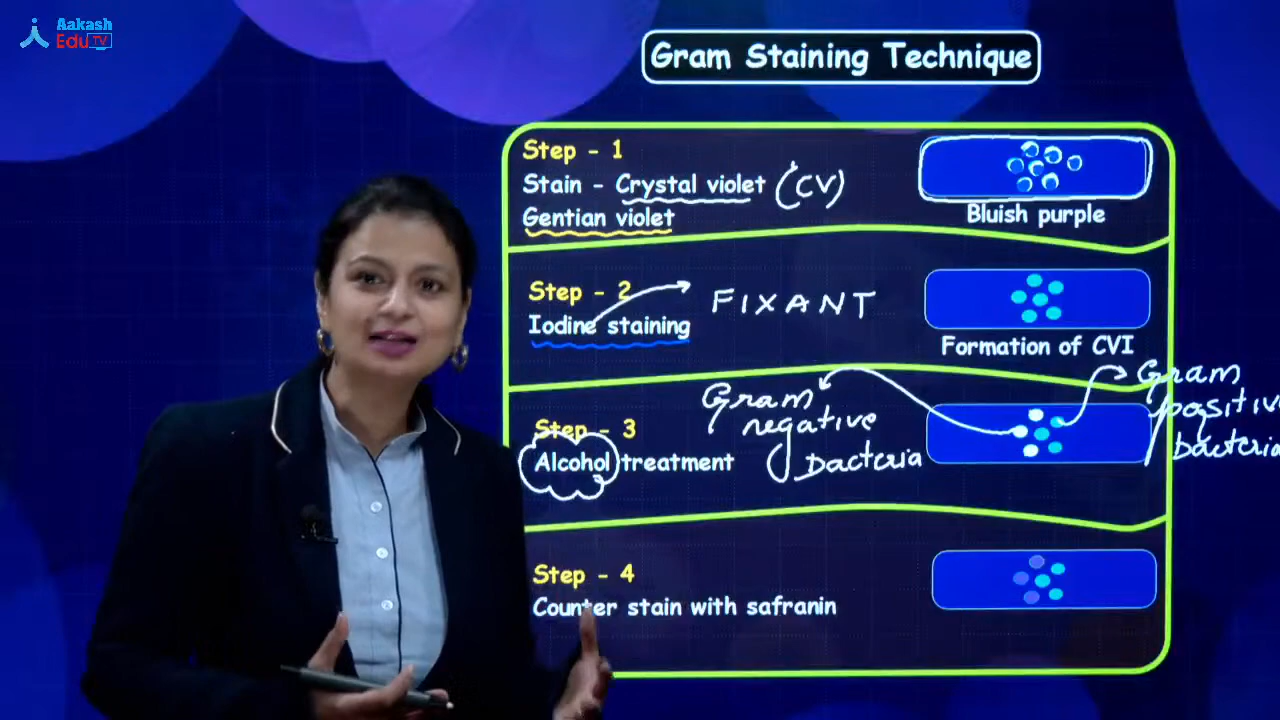 Aakash
EduTV
Gram Staining Technique
Step - 1
Stain - Crystal violet (CV)
Gentian violet
Bluish purple
Step - 2
FIXANT
Iodine staining
Formation of CVI
Gram
positive
bacteria
Gram
negative
bacteria
Step - 3
Alcohol treatment
Step - 4
Counter stain with safranin